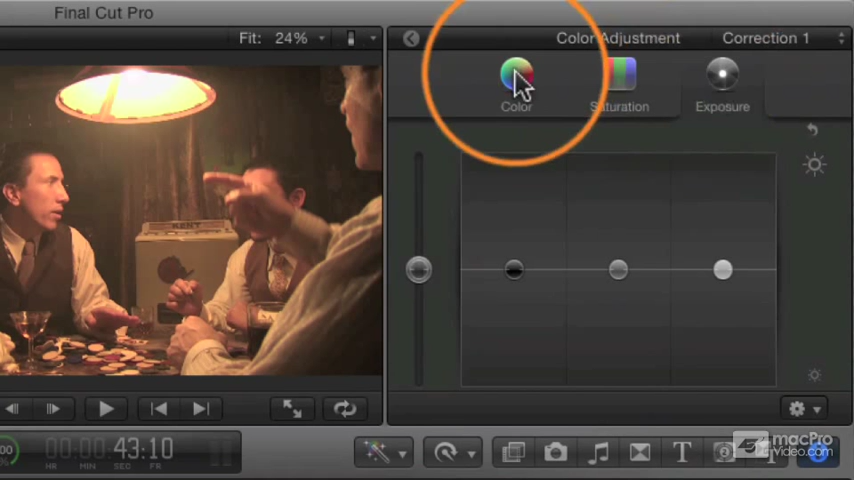 Final Cut Pro
Fit: 24%
Color Adjustment Correction 1
Color Saturation Exposure
KENT
00:00:43:10
HR MIN SEC FR
T
macPro
video.com